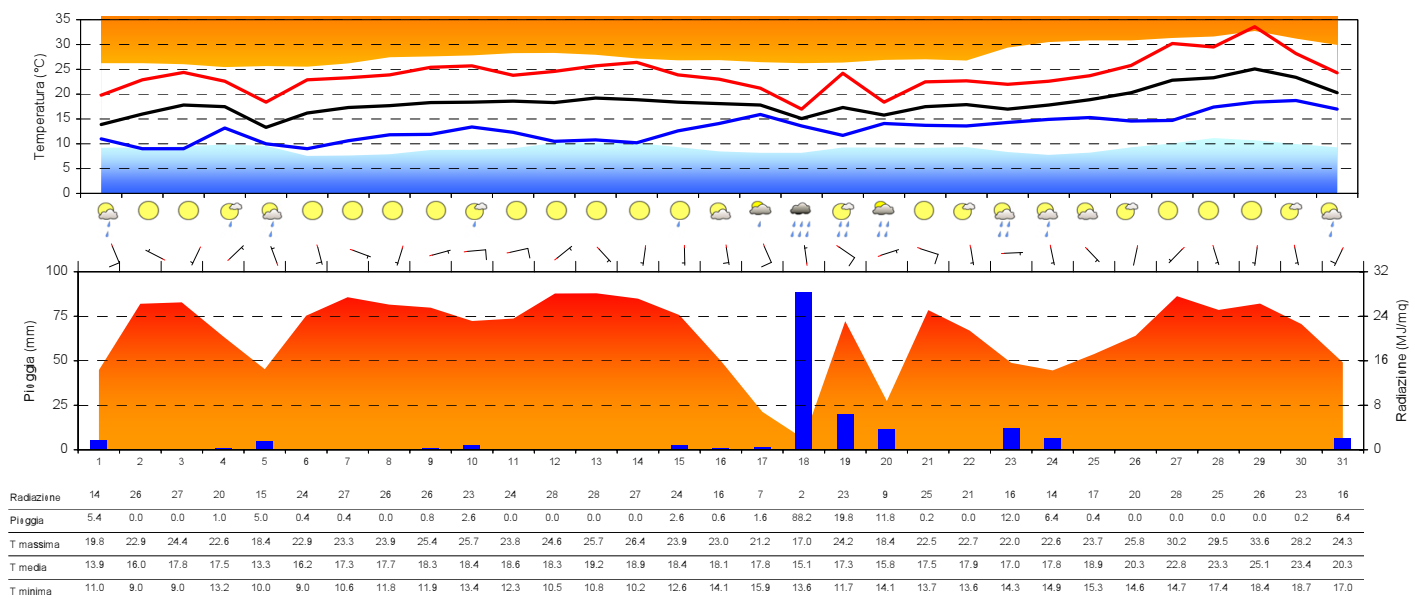 35
30
25
20
15
10
5
0
Temperatura (°C)
100
75
50
25
0
Pioggia (mm)
32
24
16
8
0
Radiazione (MJ/mq)
1 2 3 4 5 6 7 8 9 10 11 12 13 14 15 16 17 18 19 20 21 22 23 24 25 26 27 28 29 30 31
Radiazione 14 26 27 20 15 24 27 26 26 23 24 28 28 27 24 16 7 2 23 9 25 21 16 14 17 20 28 25 26 23 16
Pioggia 5.4 0.0 0.0 1.0 5.0 0.4 0.4 0.0 0.8 2.6 0.0 0.0 0.0 0.0 2.6 0.6 1.6 88.2 19.8 11.8 0.2 0.0 12.0 6.4 0.4 0.0 0.0 0.0 0.0 0.2 6.4
T massima 19.8 22.9 24.4 22.6 18.4 22.9 23.3 23.9 25.4 25.7 23.8 24.6 25.7 26.4 23.9 23.0 21.2 17.0 24.2 18.4 22.5 22.7 22.0 22.6 23.7 25.8 30.2 29.5 33.6 28.2 24.3
T media 13.9 16.0 17.8 17.5 13.3 16.2 17.3 17.7 18.3 18.4 18.6 18.3 19.2 18.9 18.4 18.1 17.8 15.1 17.3 15.8 17.5 17.9 17.0 17.8 18.9 20.3 22.8 23.3 25.1 23.4 20.3
T minima 11.0 9.0 9.0 13.2 10.0 9.0 10.6 11.8 11.9 13.4 12.3 10.5 10.8 10.2 12.6 14.1 15.9 13.6 11.7 14.1 13.7 13.6 14.3 14.9 15.3 14.6 14.7 17.4 18.4 18.7 17.0